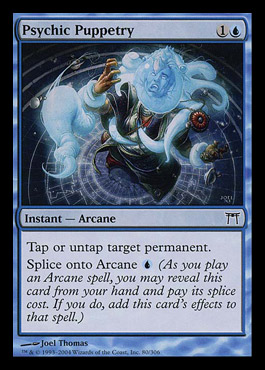 Psychic Puppetry 1
Instant — Arcane
Tap or untap target permanent.
Splice onto Arcane (As you play
an Arcane spell, you may reveal this
card from your hand and pay its splice
cost. If you do, add this card's effects to
that spell.)
Joel Thomas
™ & © 1993–2004 Wizards of the Coast, Inc. 80/306